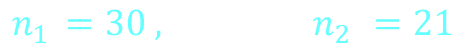 n₁ = 30 , n₂ = 21